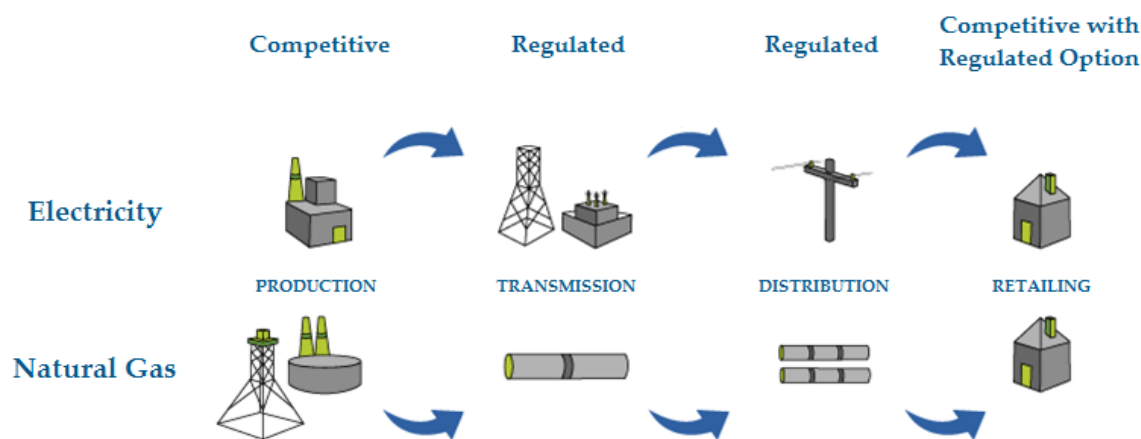 Competitive
Regulated
Regulated
Competitive with
Regulated Option
Electricity
PRODUCTION
TRANSMISSION
DISTRIBUTION
RETAILING
Natural Gas